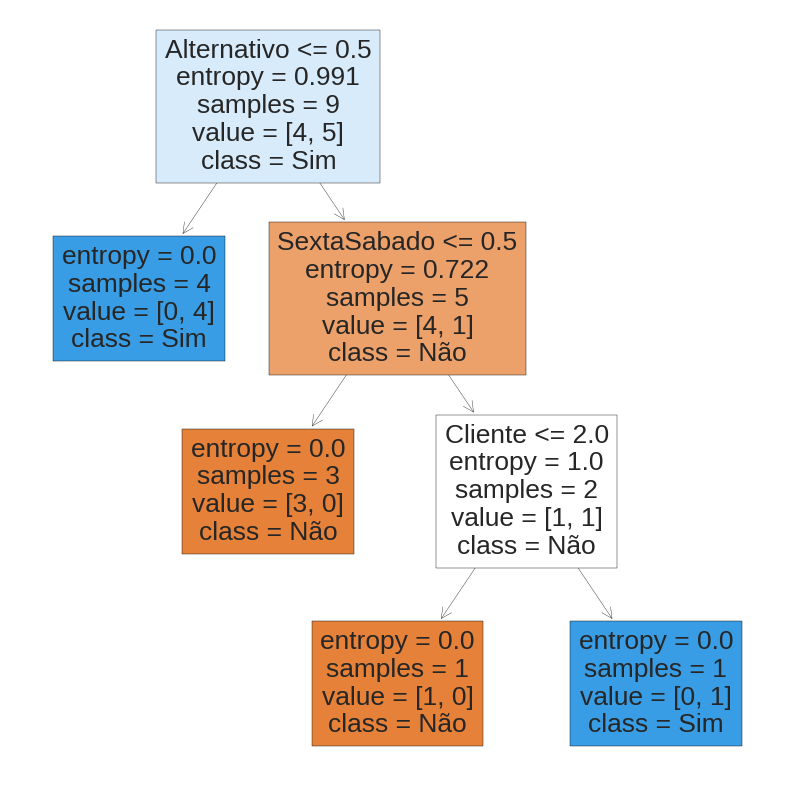 Alternativo <= 0.5
entropy = 0.991
samples = 9
value = [4, 5]
class = Sim
entropy = 0.0
samples = 4
value = [0, 4]
class = Sim
SextaSabado <= 0.5
entropy = 0.722
samples = 5
value = [4, 1]
class = Não
entropy = 0.0
samples = 3
value = [3, 0]
class = Não
Cliente <= 2.0
entropy = 1.0
samples = 2
value = [1, 1]
class = Não
entropy = 0.0
samples = 1
value = [1, 0]
class = Não
entropy = 0.0
samples = 1
value = [0, 1]
class = Sim